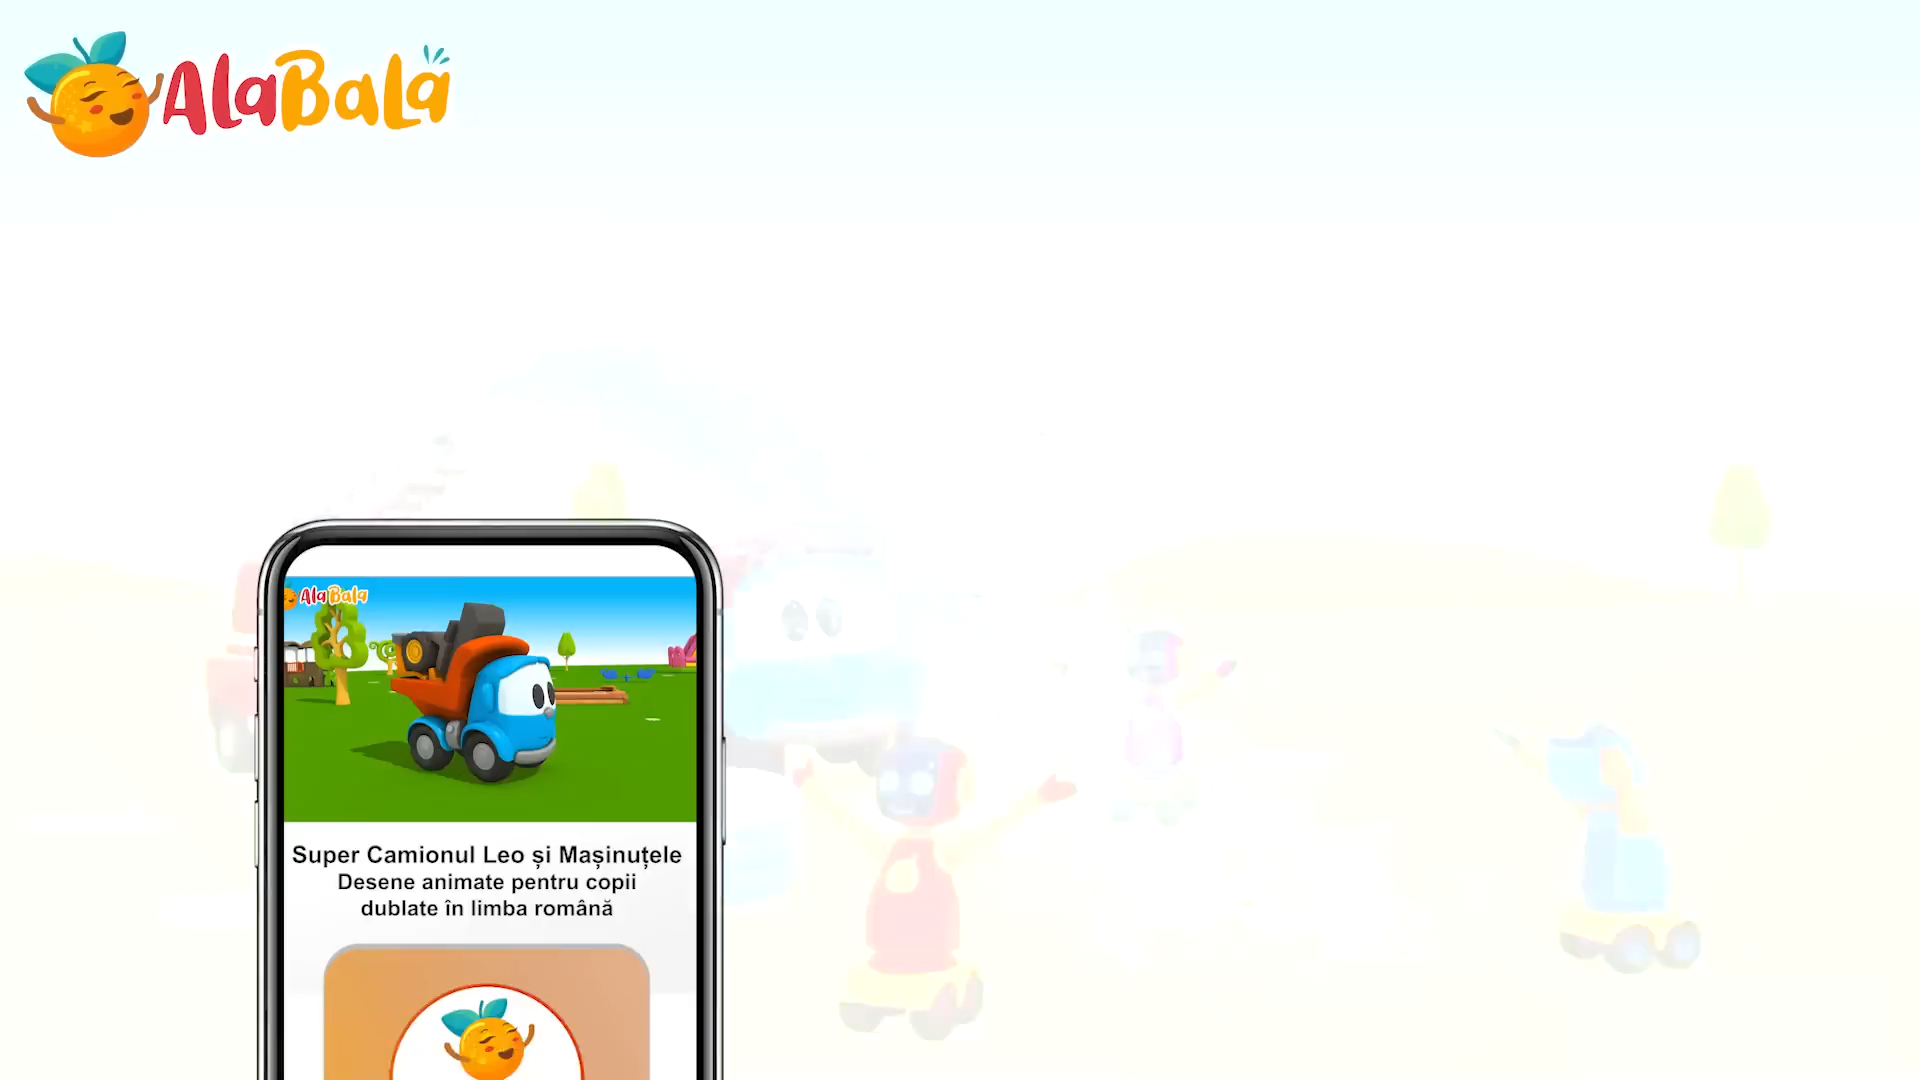 AlaBala
AlaBala
Super Camionul Leo și Mașinuțele
Desene animate pentru copii
dublate în limba română